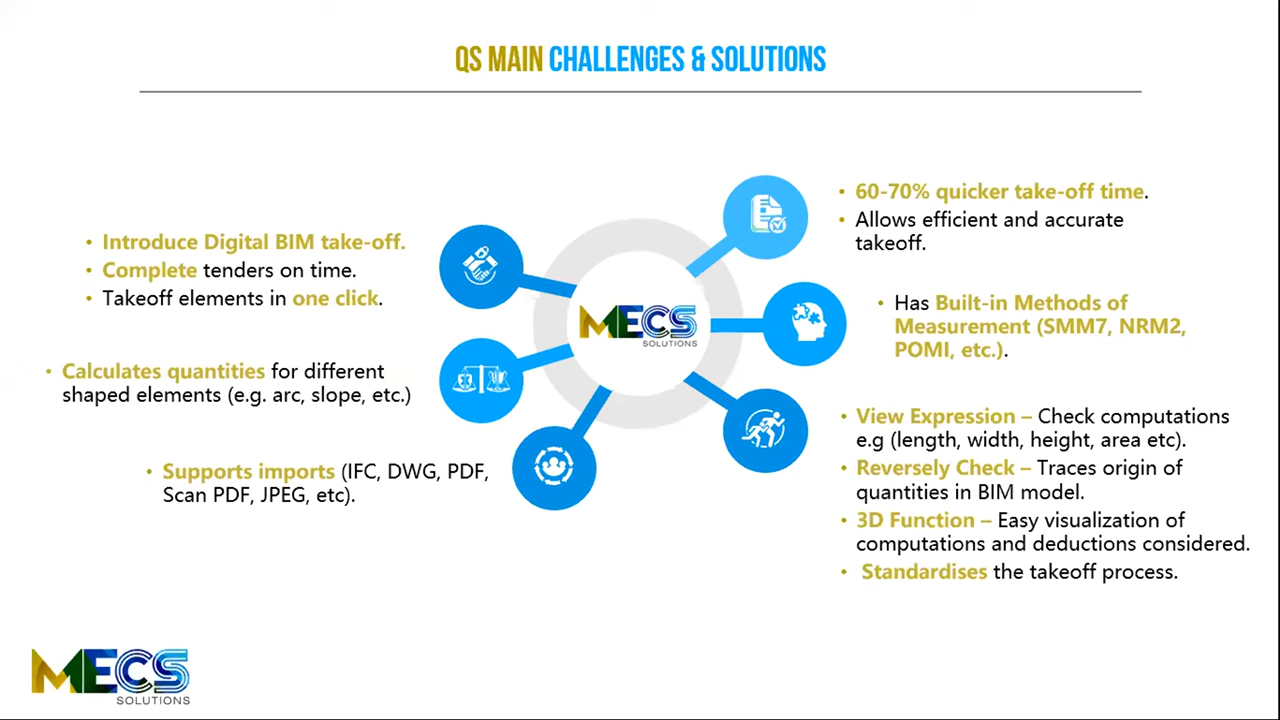 QS MAIN CHALLENGES & SOLUTIONS
• Introduce Digital BIM take-off.
• Complete tenders on time.
• Takeoff elements in one click.
• Calculates quantities for different
shaped elements (e.g. arc, slope, etc.)
• Supports imports (IFC, DWG, PDF,
Scan PDF, JPEG, etc).
MECS
SOLUTIONS
• 60-70% quicker take-off time.
• Allows efficient and accurate
takeoff.
• Has Built-in Methods of
Measurement (SMM7, NRM2,
POMI, etc.).
• View Expression – Check computations
e.g (length, width, height, area etc).
• Reversely Check – Traces origin of
quantities in BIM model.
• 3D Function – Easy visualization of
computations and deductions considered.
• Standardises the takeoff process.
MECS
SOLUTIONS